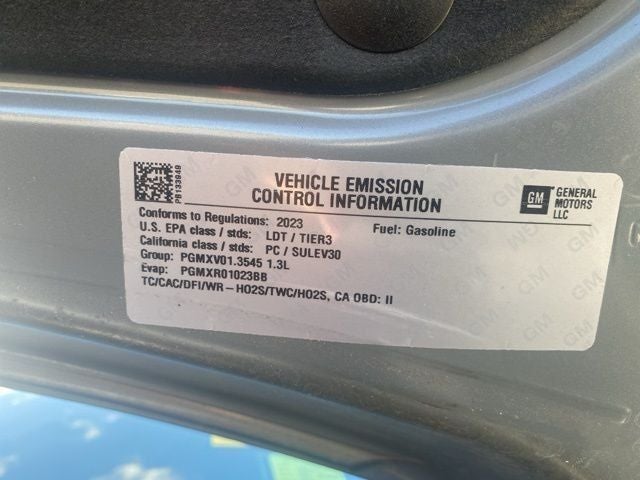 P6133949
VEHICLE EMISSION
CONTROL INFORMATION
GM
GENERAL
MOTORS
LLC
Conforms to Regulations: 2023
Fuel: Gasoline
U.S. EPA class / stds: LDT / TIER3
California class / stds: PC / SULEV30
Group: PGMXV01.3545 1.3L
Evap: PGMXR01023BB
TC/CAC/DFI/WR-HO2S/TWC/HO2S, CA OBD: II